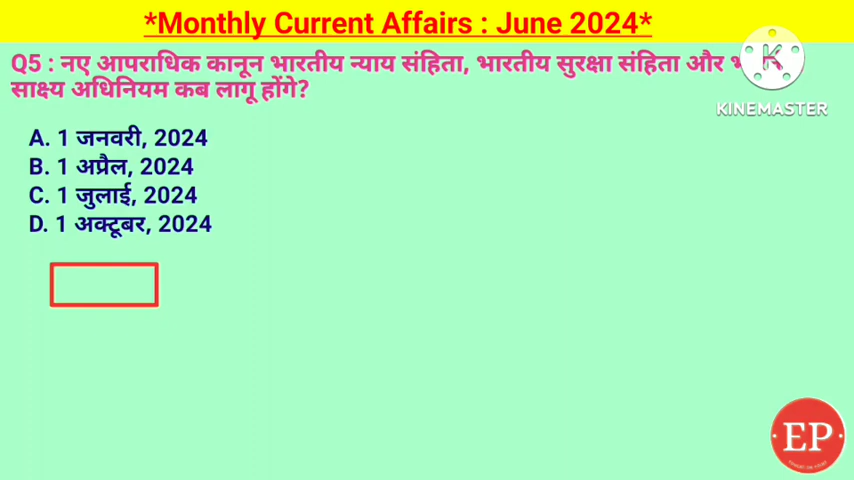 *Monthly Current Affairs : June 2024*
Q5 : नए आपराधिक कानून भारतीय न्याय संहिता, भारतीय सुरक्षा संहिता और
साक्ष्य अधिनियम कब लागू होंगे?
KINEMASTER
A. 1 जनवरी, 2024
B. 1 अप्रैल, 2024
C. 1 जुलाई, 2024
D. 1 अक्टूबर, 2024
EP